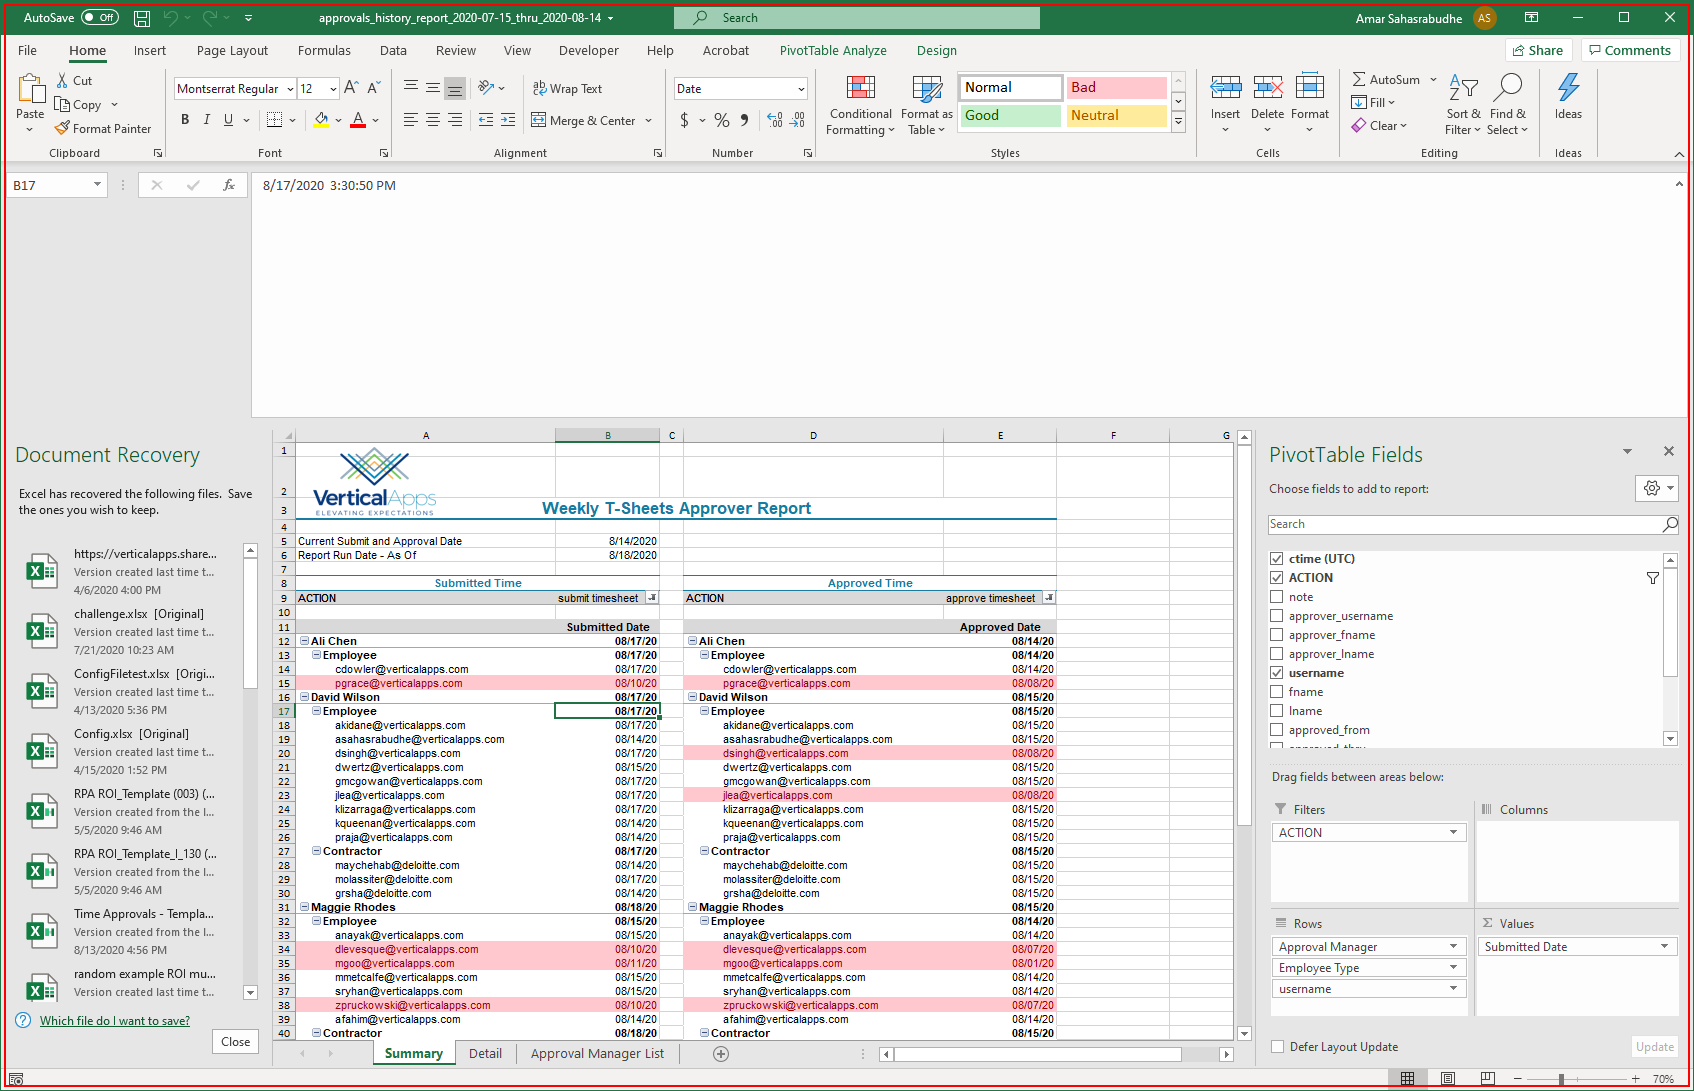 AutoSave Off approvals_history_report_2020-07-15_thru_2020-08-14 Search Amar Sahasrabudhe AS
File Home Insert Page Layout Formulas Data Review View Developer Help Acrobat PivotTable Analyze Design Share Comments
Paste Cut Copy Format Painter Clipboard
Montserrat Regular 12 A A B I U A Font
ab Wrap Text Merge & Center Alignment
Date $ % Number
Conditional Formatting Format as Table Normal Bad Good Neutral Styles
Insert Delete Format Cells
AutoSum Fill Clear Sort & Filter Find & Select Editing
Ideas Ideas
B17 fx 8/17/2020 3:30:50 PM
Document Recovery
Excel has recovered the following files. Save
the ones you wish to keep.
https://verticalapps.share...
Version created last time t...
4/6/2020 4:00 PM
challenge.xlsx [Original]
Version created last time t...
7/21/2020 10:23 AM
ConfigFiletest.xlsx [Origi...
Version created last time t...
4/13/2020 5:36 PM
Config.xlsx [Original]
Version created last time t...
4/15/2020 1:52 PM
RPA ROI_Template (003) (...
Version created from the l...
5/5/2020 9:46 AM
RPA ROI_Template_I_130 (...
Version created from the l...
5/5/2020 9:46 AM
Time Approvals - Templa...
Version created from the l...
8/13/2020 4:56 PM
random example ROI mu...
Version created last time t...
Which file do I want to save?
Close
A B C D E F G
1
2 VerticalApps
3 ELEVATING EXPECTATIONS Weekly T-Sheets Approver Report
4
5 Current Submit and Approval Date 8/14/2020
6 Report Run Date - As Of 8/18/2020
7
8 Submitted Time Approved Time
9 ACTION submit timesheet ACTION approve timesheet
10
11 Submitted Date Approved Date
12 Ali Chen 08/17/20 Ali Chen 08/14/20
13 Employee 08/17/20 Employee 08/14/20
14 cdowler@verticalapps.com 08/17/20 cdowler@verticalapps.com 08/14/20
15 pgrace@verticalapps.com 08/10/20 pgrace@verticalapps.com 08/08/20
16 David Wilson 08/17/20 David Wilson 08/15/20
17 Employee 08/17/20 Employee 08/15/20
18 akidane@verticalapps.com 08/17/20 akidane@verticalapps.com 08/15/20
19 asahasrabudhe@verticalapps.com 08/14/20 asahasrabudhe@verticalapps.com 08/15/20
20 dsingh@verticalapps.com 08/17/20 dsingh@verticalapps.com 08/08/20
21 dwertz@verticalapps.com 08/15/20 dwertz@verticalapps.com 08/15/20
22 gmcgowan@verticalapps.com 08/17/20 gmcgowan@verticalapps.com 08/15/20
23 jlea@verticalapps.com 08/17/20 jlea@verticalapps.com 08/08/20
24 klizarraga@verticalapps.com 08/17/20 klizarraga@verticalapps.com 08/15/20
25 kqueenan@verticalapps.com 08/14/20 kqueenan@verticalapps.com 08/15/20
26 praja@verticalapps.com 08/14/20 praja@verticalapps.com 08/15/20
27 Contractor 08/17/20 Contractor 08/15/20
28 maychehab@deloitte.com 08/14/20 maychehab@deloitte.com 08/15/20
29 molassiter@deloitte.com 08/17/20 molassiter@deloitte.com 08/15/20
30 grsha@deloitte.com 08/14/20 grsha@deloitte.com 08/15/20
31 Maggie Rhodes 08/18/20 Maggie Rhodes 08/15/20
32 Employee 08/15/20 Employee 08/14/20
33 anayak@verticalapps.com 08/15/20 anayak@verticalapps.com 08/14/20
34 dlevesque@verticalapps.com 08/10/20 dlevesque@verticalapps.com 08/07/20
35 mgoo@verticalapps.com 08/11/20 mgoo@verticalapps.com 08/01/20
36 mmetcalfe@verticalapps.com 08/15/20 mmetcalfe@verticalapps.com 08/14/20
37 sryhan@verticalapps.com 08/15/20 sryhan@verticalapps.com 08/14/20
38 zpruckowski@verticalapps.com 08/10/20 zpruckowski@verticalapps.com 08/07/20
39 afahim@verticalapps.com 08/14/20 afahim@verticalapps.com 08/14/20
40 Contractor 08/18/20 Contractor 08/15/20
Summary Detail Approval Manager List
PivotTable Fields
Choose fields to add to report:
Search
ctime (UTC)
ACTION
note
approver_username
approver_fname
approver_lname
username
fname
lname
approved_from
Drag fields between areas below:
Filters Columns
ACTION
Rows Σ Values
Approval Manager Submitted Date
Employee Type
username
Defer Layout Update Update
70%